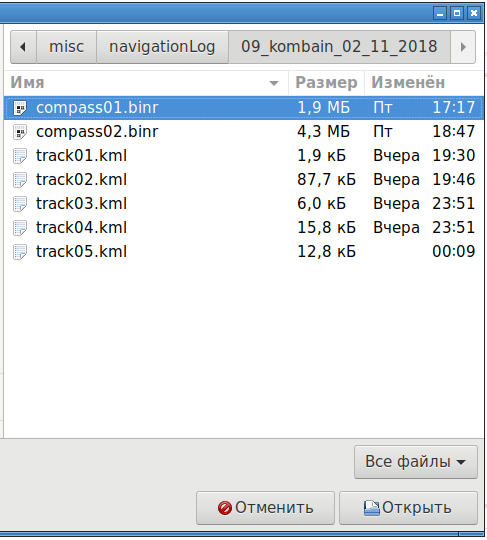 misc navigationLog 09_kombain_02_11_2018
Имя Размер Изменён
compass01.binr 1,9 МБ Пт 17:17
compass02.binr 4,3 МБ Пт 18:47
track01.kml 1,9 кБ Вчера 19:30
track02.kml 87,7 кБ Вчера 19:46
track03.kml 6,0 кБ Вчера 23:51
track04.kml 15,8 кБ Вчера 23:51
track05.kml 12,8 кБ 00:09
Все файлы
Отменить Открыть